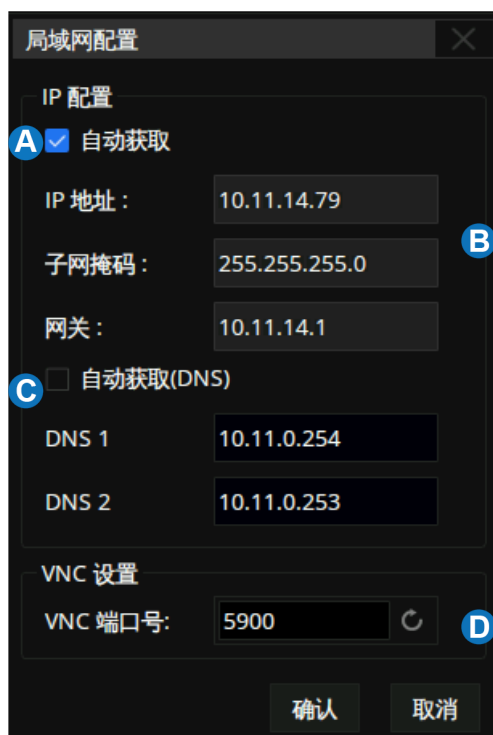 局域网配置
IP 配置
A 自动获取
IP 地址 : 10.11.14.79
子网掩码 : 255.255.255.0
B
网关 : 10.11.14.1
C 自动获取(DNS)
DNS 1 10.11.0.254
DNS 2 10.11.0.253
VNC 设置
VNC 端口号: 5900 D
确认 取消